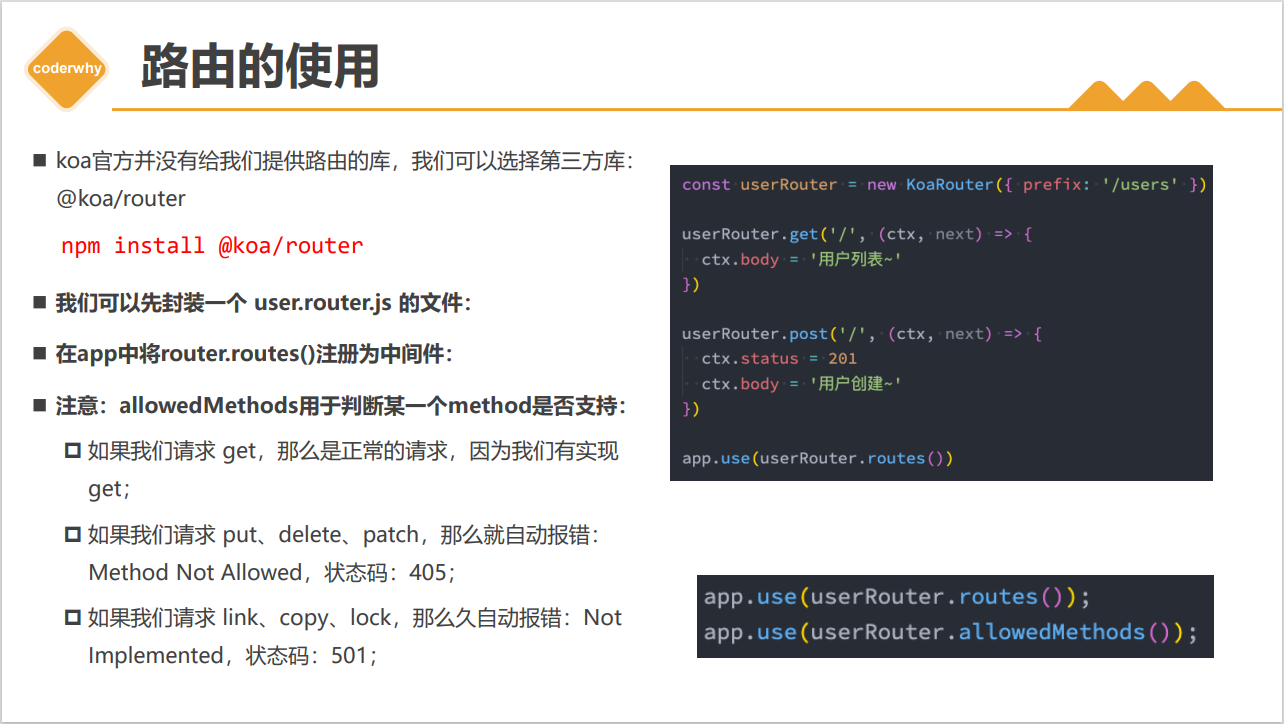 coderwhy
路由的使用
■ koa官方并没有给我们提供路由的库，我们可以选择第三方库：
@koa/router
npm install @koa/router
■ 我们可以先封装一个 user.router.js 的文件：
■ 在app中将router.routes()注册为中间件：
■ 注意：allowedMethods用于判断某一个method是否支持：
如果我们请求 get，那么是正常的请求，因为我们有实现
get；
如果我们请求 put、delete、patch，那么就自动报错：
Method Not Allowed，状态码：405；
如果我们请求 link、copy、lock，那么久自动报错：Not
Implemented，状态码：501；
const userRouter = new KoaRouter({ prefix: '/users' })
userRouter.get('/', (ctx, next) => {
ctx.body = '用户列表~'
})
userRouter.post('/', (ctx, next) => {
ctx.status = 201
ctx.body = '用户创建~'
})
app.use(userRouter.routes())
app.use(userRouter.routes());
app.use(userRouter.allowedMethods());